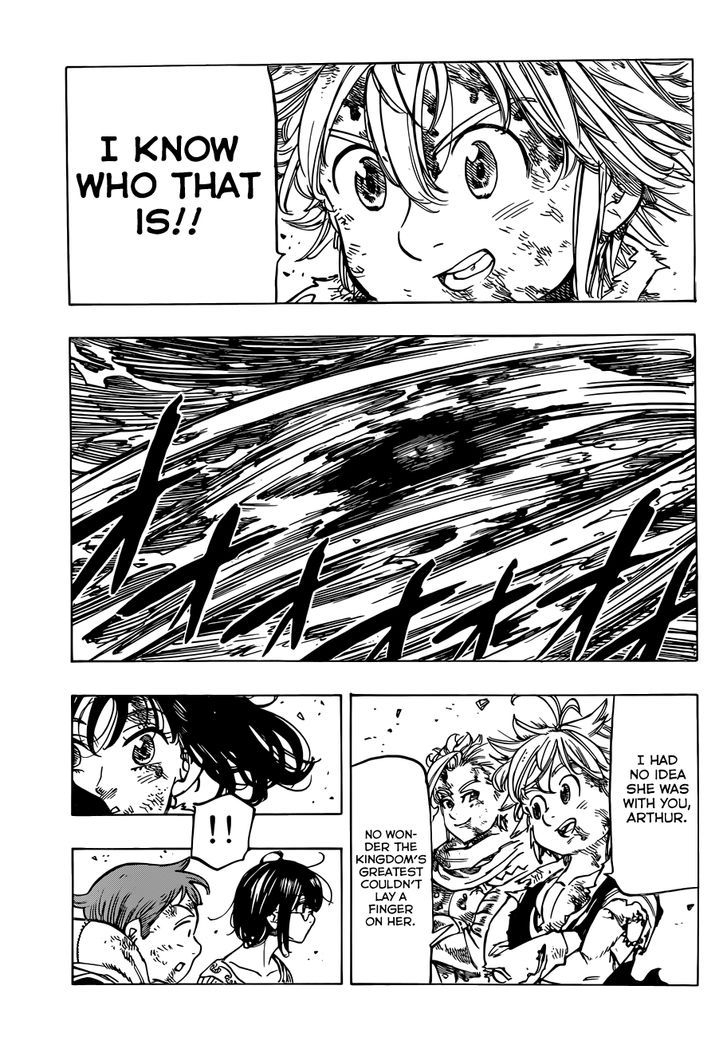 I KNOW
WHO THAT
IS!!
I HAD
NO IDEA
SHE WAS
WITH YOU,
ARTHUR.
NO WON-
DER THE
KINGDOM'S
GREATEST
COULDN'T
LAY A
FINGER
ON HER.
!!